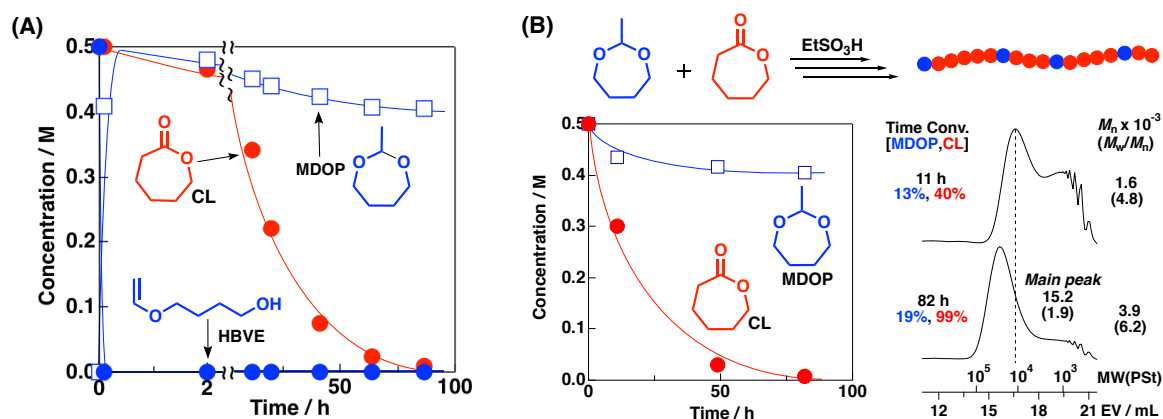 (A)
Concentration / M
0.5
0.4
0.3
0.2
0.1
0.0
0
2
50
100
Time / h
O
O
CL
MDOP
O
O
O
OH
HBVE
(B)
O
O
+
O
O
EtSO₃H
Concentration / M
0.5
0.4
0.3
0.2
0.1
0.0
0
50
100
Time / h
O
O
MDOP
O
O
CL
Time Conv.
[MDOP,CL]
Mn x 10⁻³
(Mw/Mn)
11 h
13%, 40%
1.6
(4.8)
82 h
19%, 99%
Main peak
15.2
(1.9)
3.9
(6.2)
10⁵ 10⁴ 10³ MW(PSt)
12 15 18 21 EV / mL